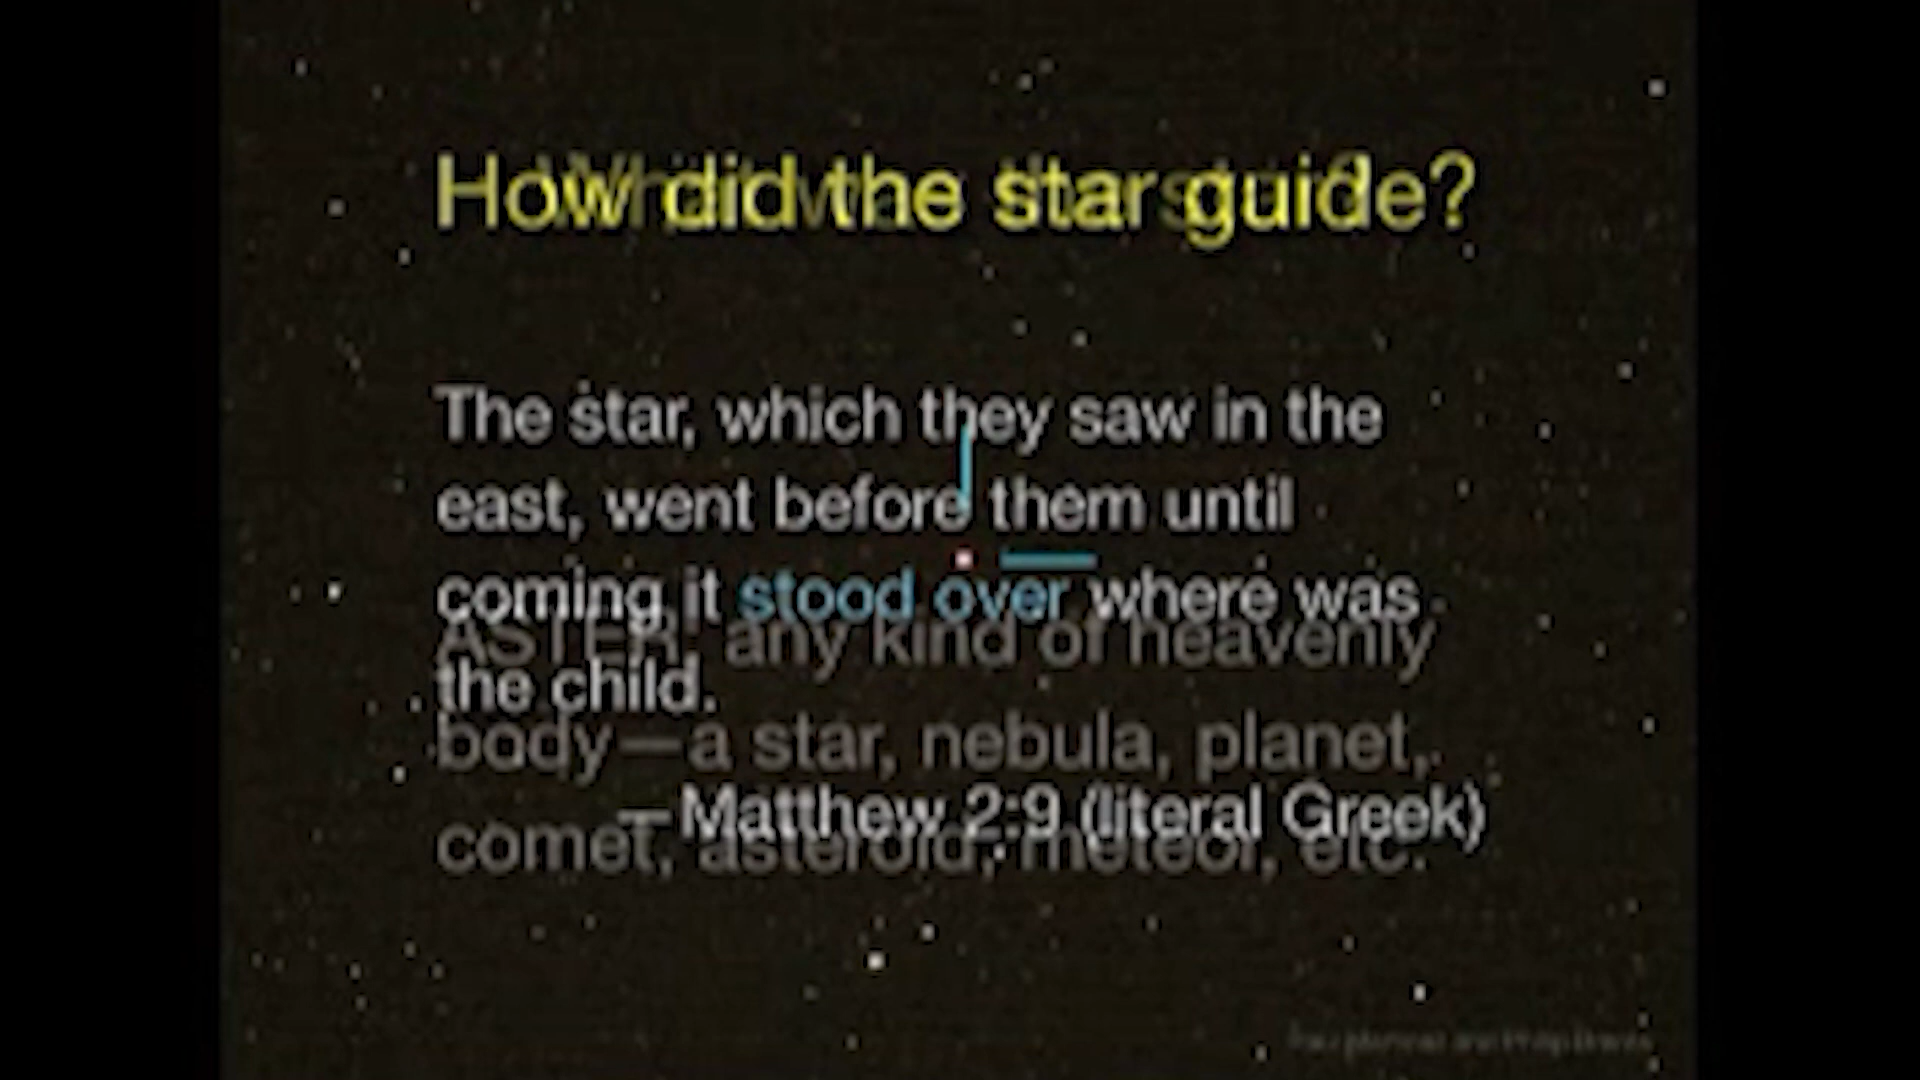 How did the star guide?
The star, which they saw in the
east, went before them until
coming it stood over where was
ASTER, any kind of heavenly
the child.
body—a star, nebula, planet,
—Matthew 2:9 (literal Greek)
comet, asteroid, meteor, etc.